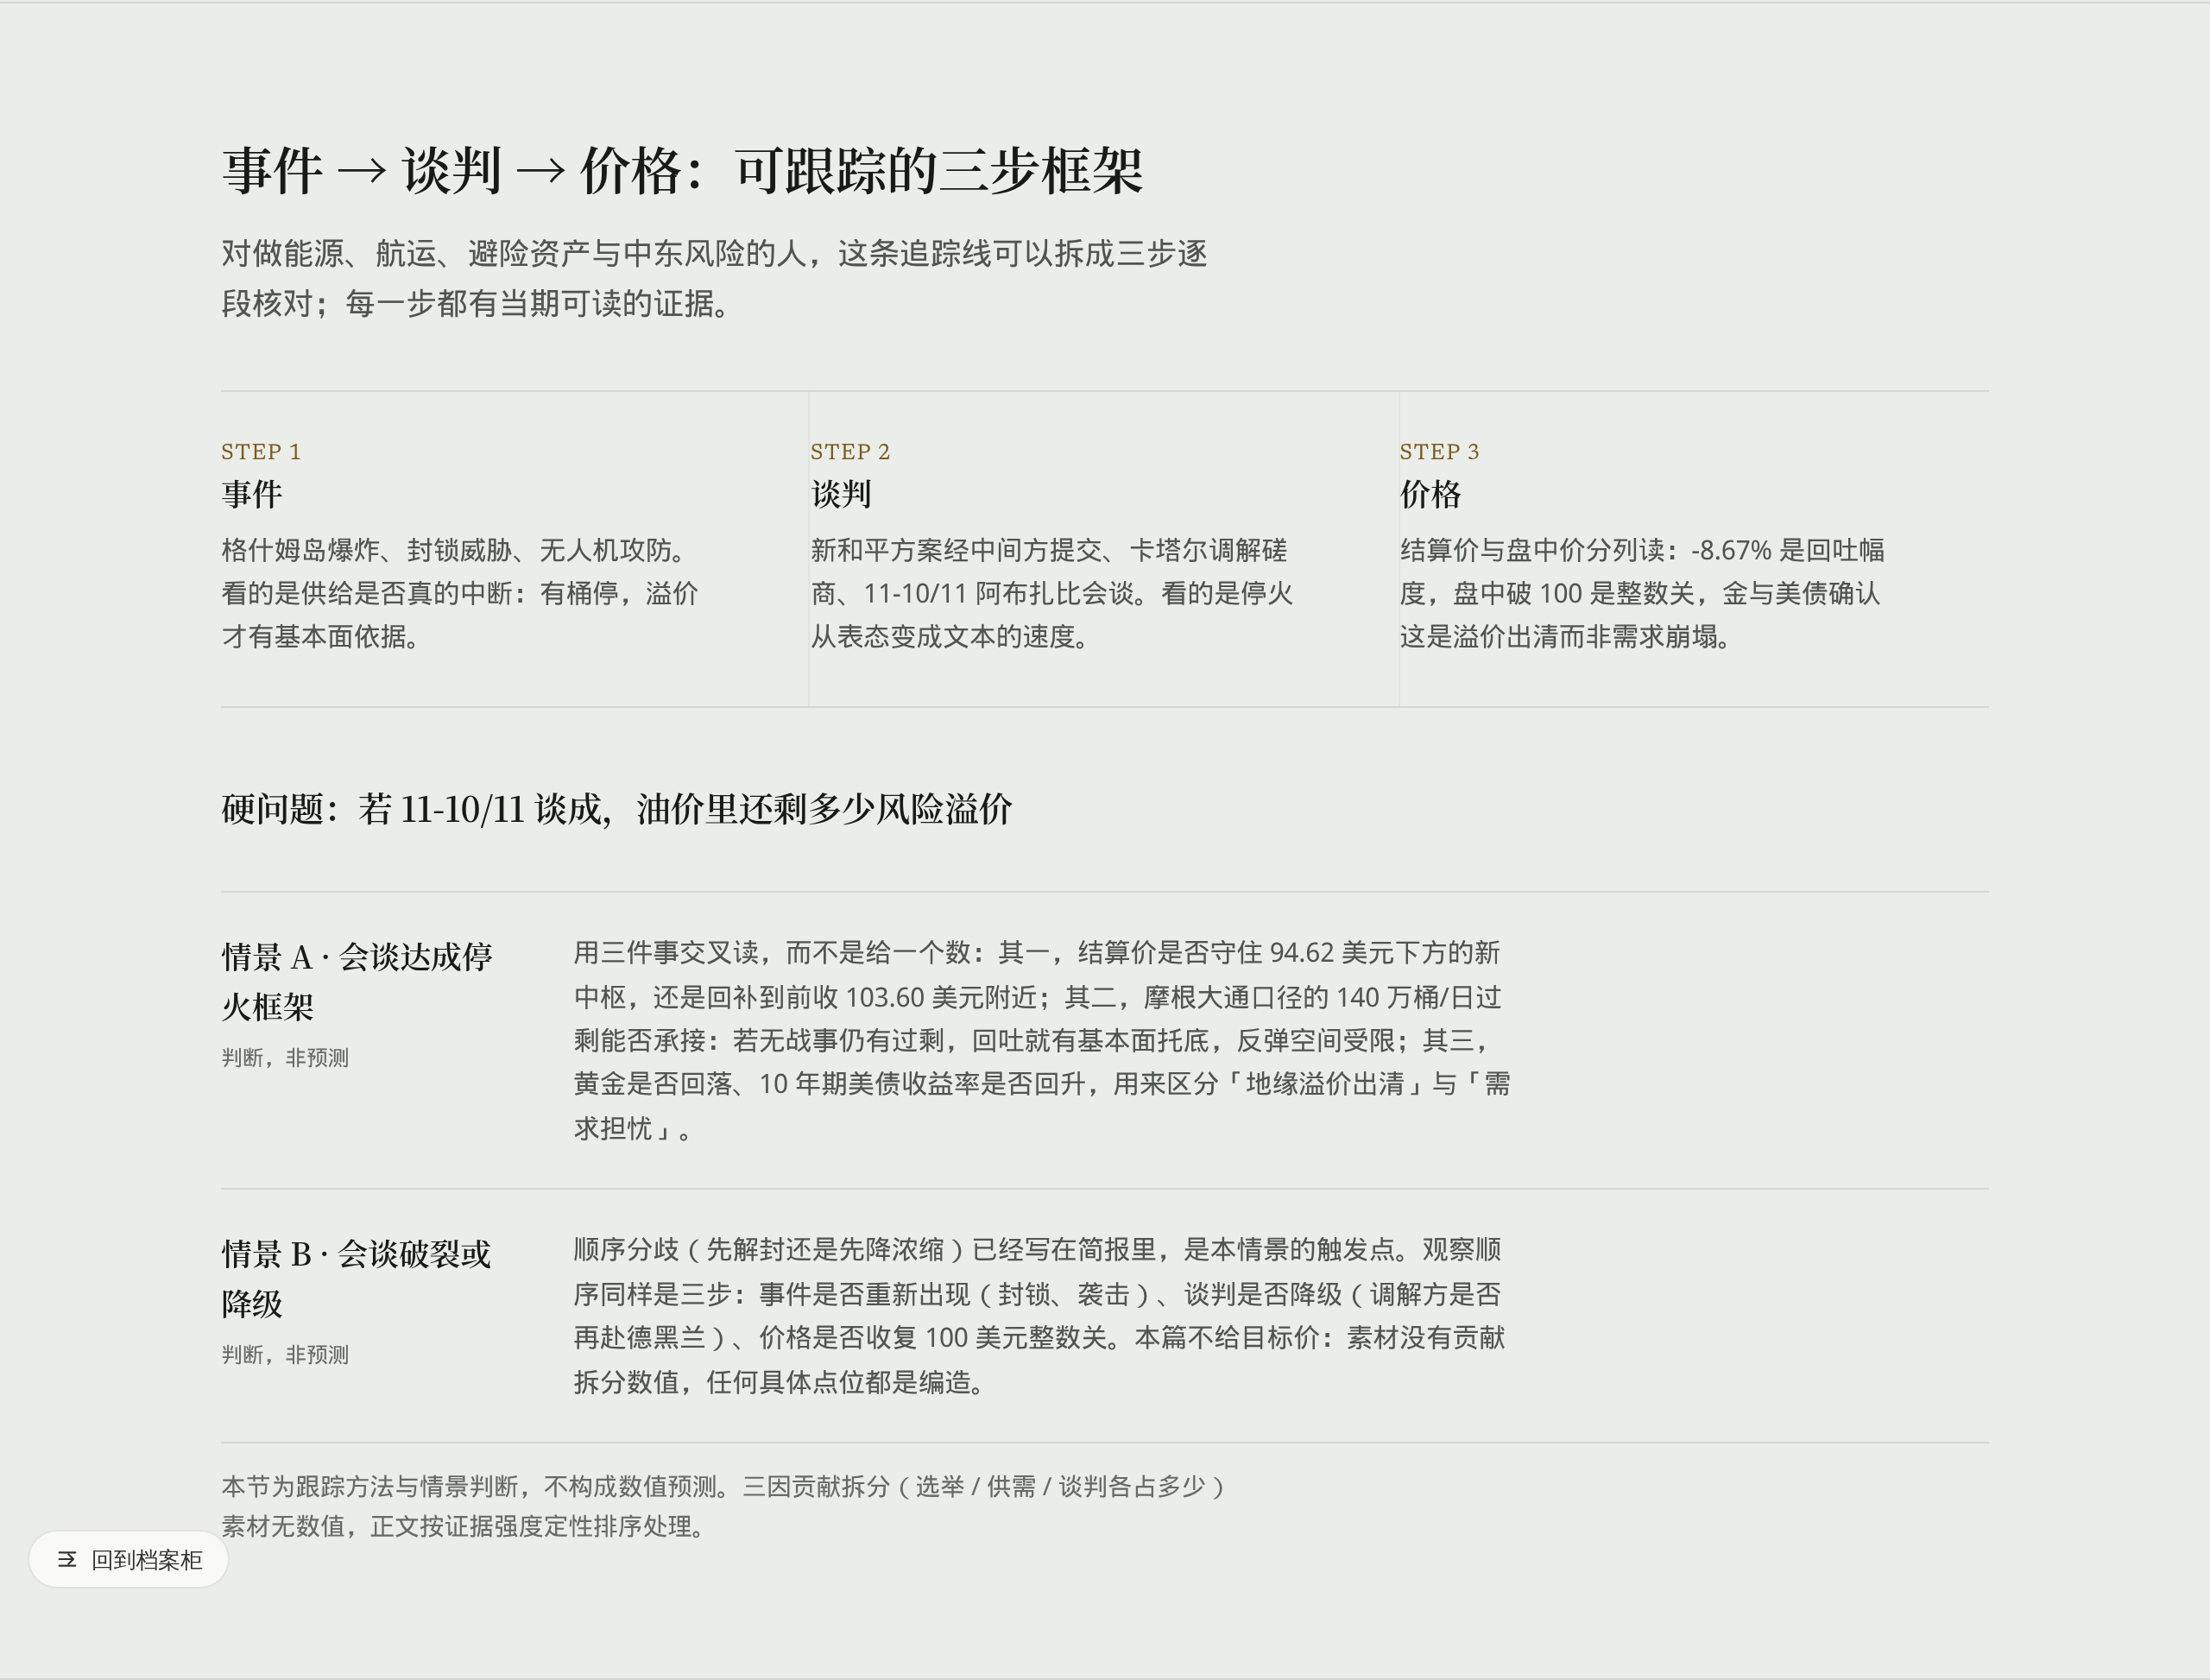 事件 → 谈判 → 价格：可跟踪的三步框架
对做能源、航运、避险资产与中东风险的人，这条追踪线可以拆成三步逐
段核对；每一步都有当期可读的证据。
STEP 1
事件
格什姆岛爆炸、封锁威胁、无人机攻防。
看的是供给是否真的中断：有桶停，溢价
才有基本面依据。
STEP 2
谈判
新和平方案经中间方提交、卡塔尔调解磋
商、11-10/11 阿布扎比会谈。看的是停火
从表态变成文本的速度。
STEP 3
价格
结算价与盘中价分列读：-8.67% 是回吐幅
度，盘中破 100 是整数关，金与美债确认
这是溢价出清而非需求崩塌。
硬问题：若 11-10/11 谈成，油价里还剩多少风险溢价
情景 A · 会谈达成停
火框架
判断，非预测
用三件事交叉读，而不是给一个数：其一，结算价是否守住 94.62 美元下方的新
中枢，还是回补到前收 103.60 美元附近；其二，摩根大通口径的 140 万桶/日过
剩能否承接：若无战事仍有过剩，回吐就有基本面托底，反弹空间受限；其三，
黄金是否回落、10 年期美债收益率是否回升，用来区分「地缘溢价出清」与「需
求担忧」。
情景 B · 会谈破裂或
降级
判断，非预测
顺序分歧（先解封还是先降浓缩）已经写在简报里，是本情景的触发点。观察顺
序同样是三步：事件是否重新出现（封锁、袭击）、谈判是否降级（调解方是否
再赴德黑兰）、价格是否收复 100 美元整数关。本篇不给目标价：素材没有贡献
拆分数值，任何具体点位都是编造。
本节为跟踪方法与情景判断，不构成数值预测。三因贡献拆分（选举 / 供需 / 谈判各占多少）
素材无数值，正文按证据强度定性排序处理。
回到档案柜